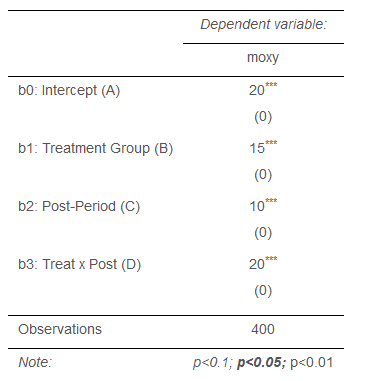 Dependent variable:
moxy
b0: Intercept (A) 20***
(0)
b1: Treatment Group (B) 15***
(0)
b2: Post-Period (C) 10***
(0)
b3: Treat x Post (D) 20***
(0)
Observations 400
Note: p<0.1; p<0.05; p<0.01